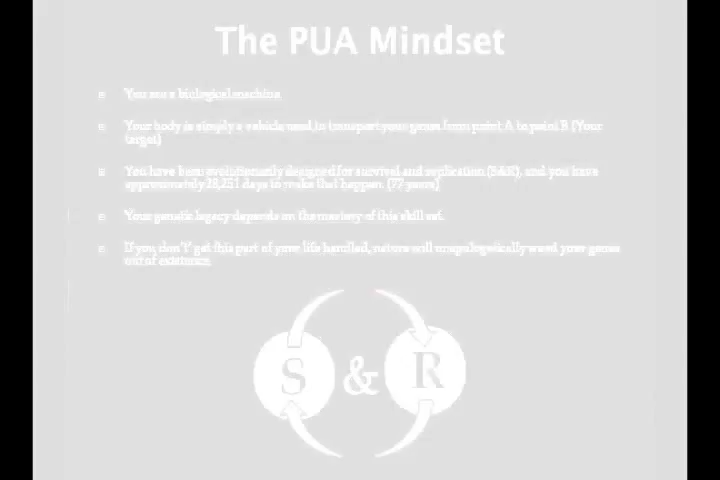 The PUA Mindset
You are a biological machine
Your body is simply a vehicle used to transport your genes from point A to point B (Your
target)
You have been evolutionarily designed for survival and replication (S&R), and you have
approximately 28,251 days to make that happen. (77 years)
Your genetic legacy depends on the mastery of this skill set.
If you don't get this part of your life handled, nature will unapologetically weed your genes
out of existence.
S & R